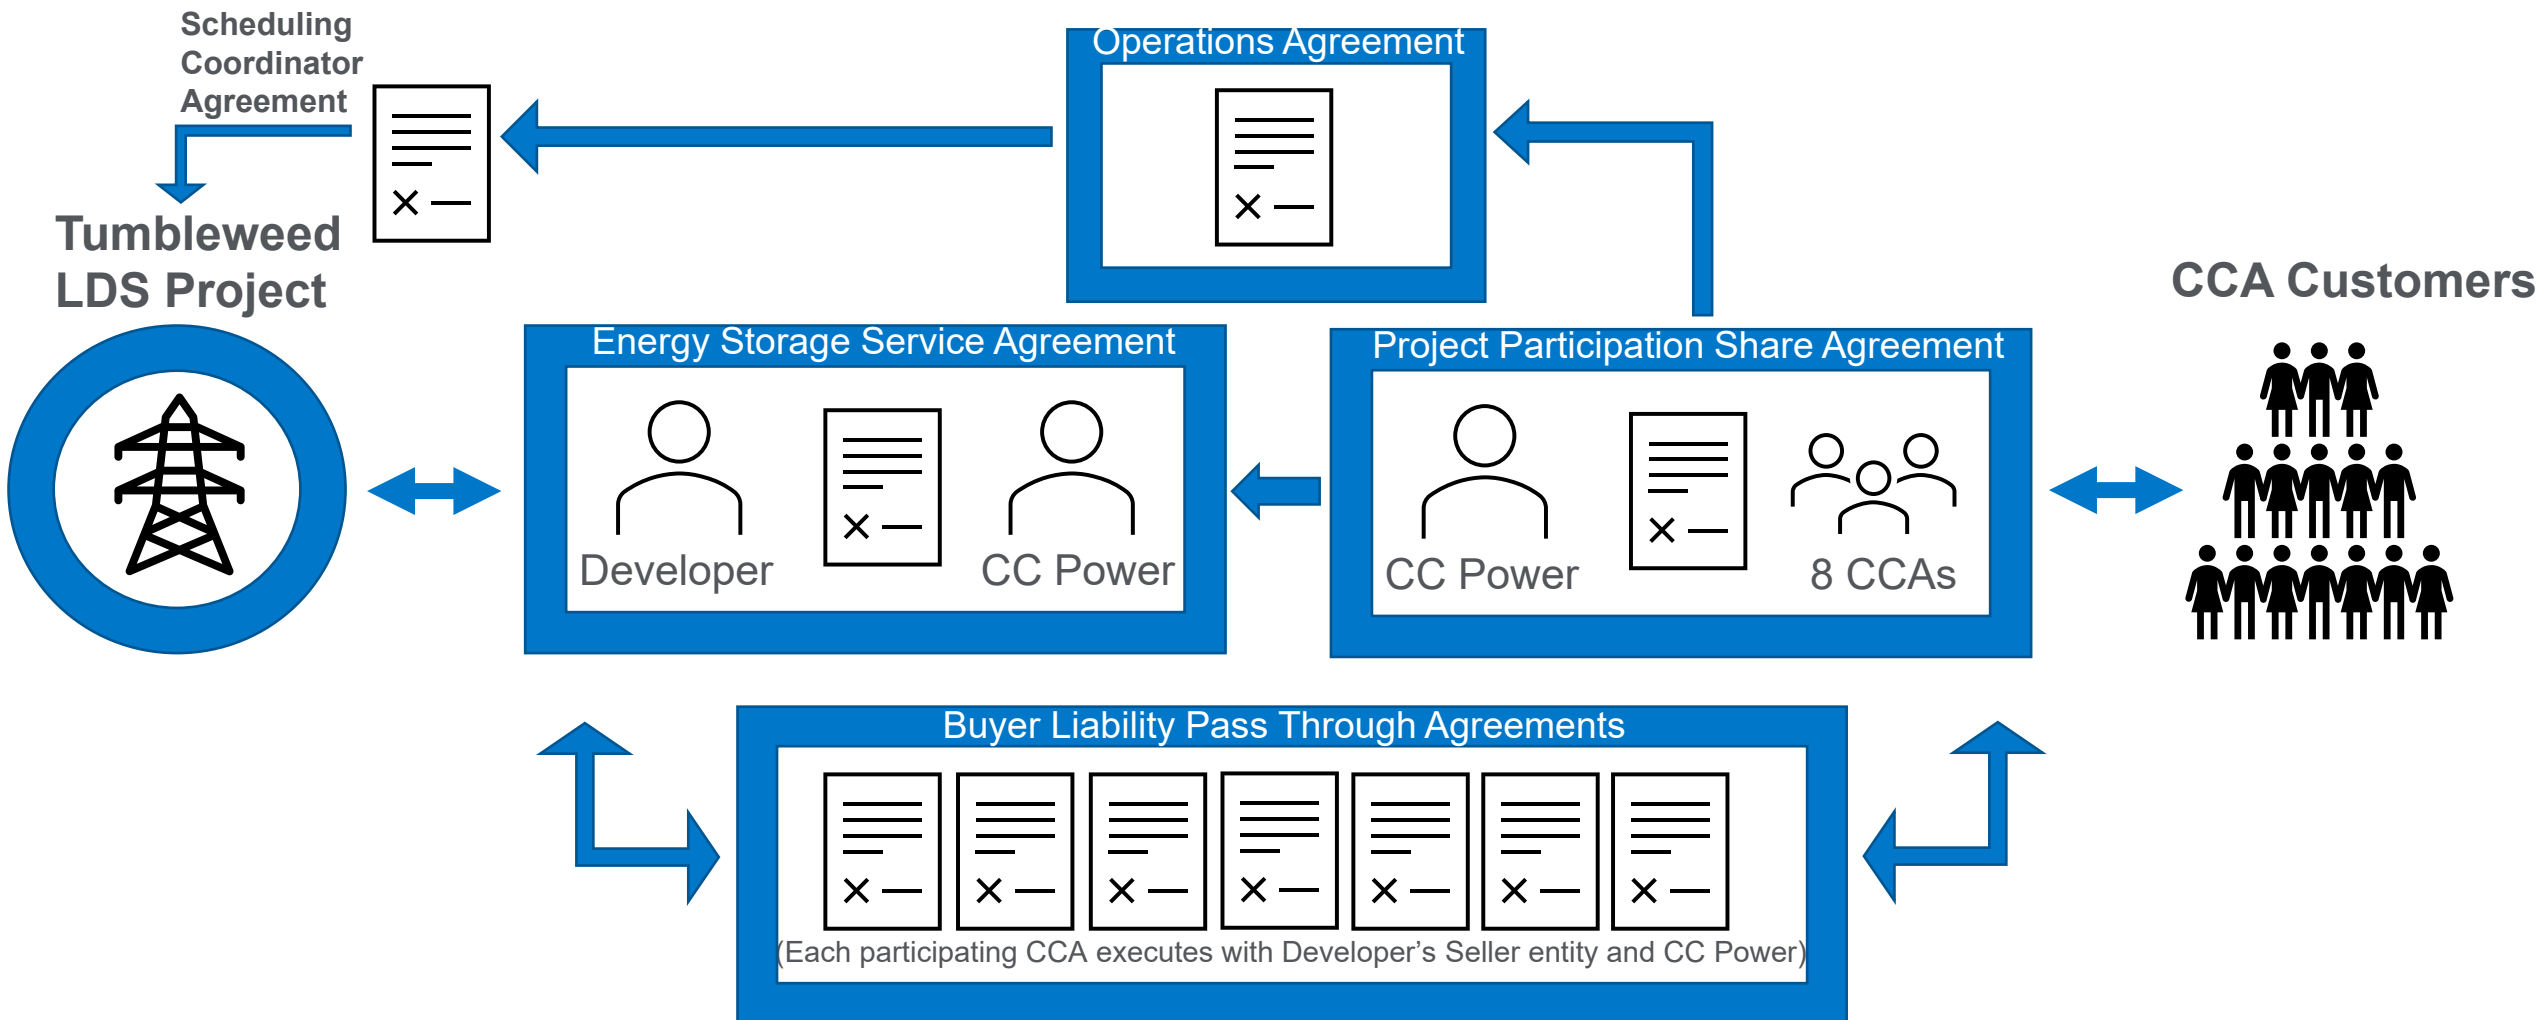 Scheduling
Coordinator
Agreement
Operations Agreement
Tumbleweed
LDS Project
CCA Customers
Energy Storage Service Agreement
Developer
CC Power
Project Participation Share Agreement
CC Power
8 CCAs
Buyer Liability Pass Through Agreements
(Each participating CCA executes with Developer's Seller entity and CC Power)